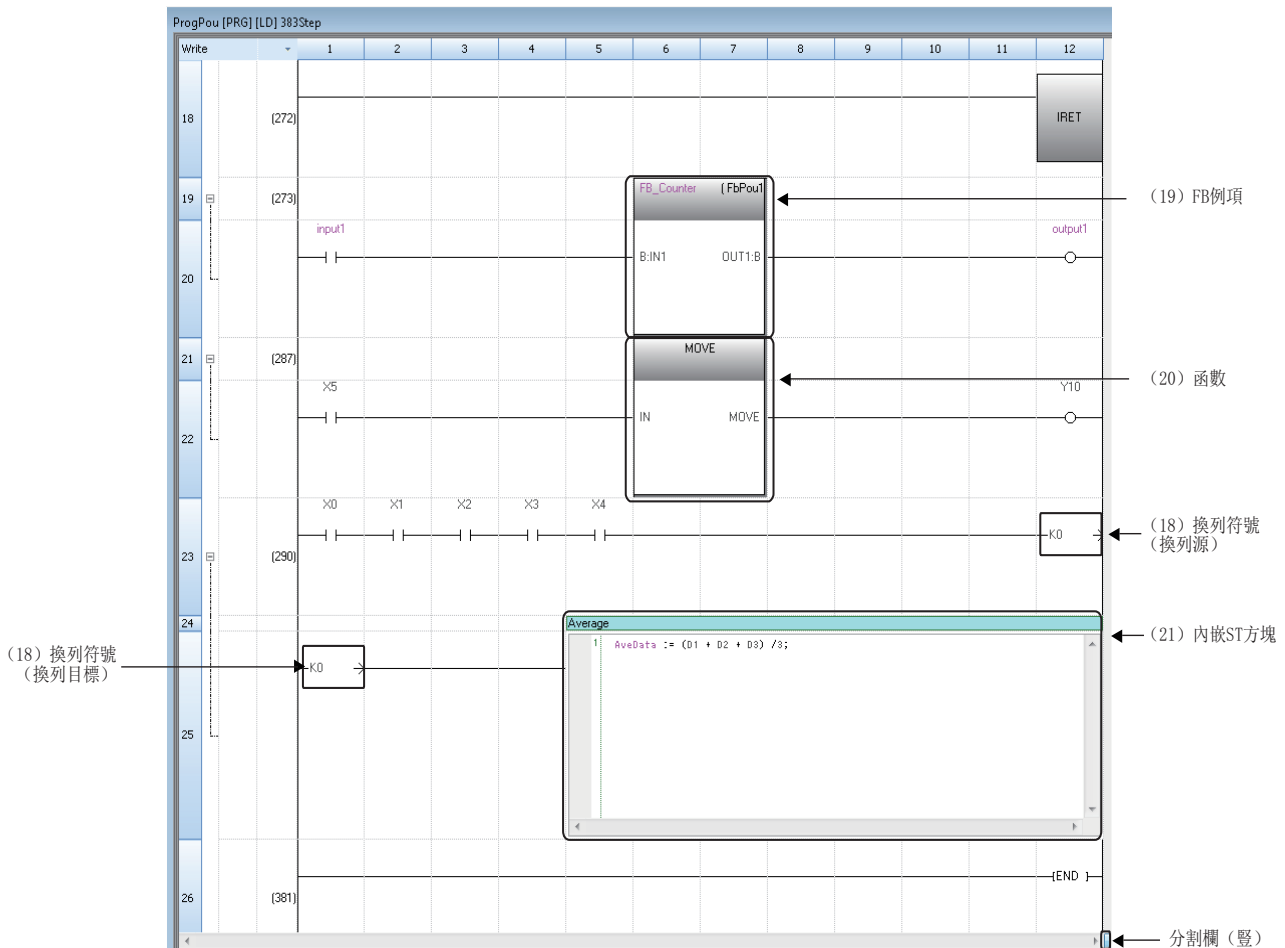 ProgPou [PRG] [LD] 383Step
Write 1 2 3 4 5 6 7 8 9 10 11 12
18 (272) IRET
19 (273) FB_Counter (FbPou1
(19)FB例項
input1 output1
20 B:IN1 OUT1:B
21 (287) MOVE
(20)函數
X5 Y10
22 IN MOVE
X0 X1 X2 X3 X4
(18)換列符號
(換列源)
23 (290) K0
24 Average
1 AveData := (D1 + D2 + D3) /3;
(21)內嵌ST方塊
(18)換列符號
(換列目標)
K0
25
26 (381) END
分割欄(豎)